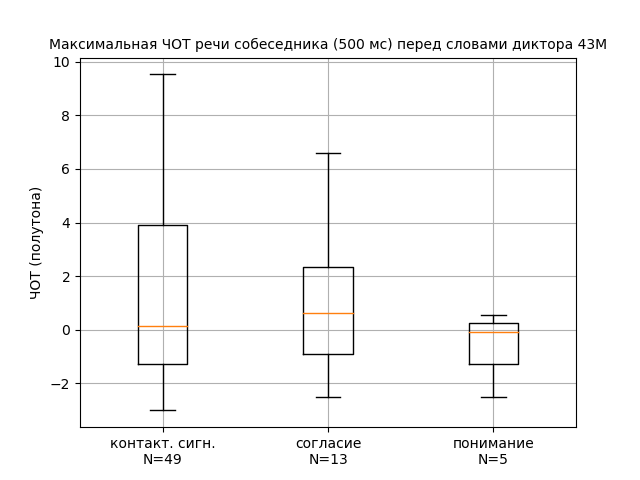 Максимальная ЧОТ речи собеседника (500 мс) перед словами диктора 43М
ЧОТ (полутона)
10
8
6
4
2
0
−2
контакт. сигн.
N=49
согласие
N=13
понимание
N=5